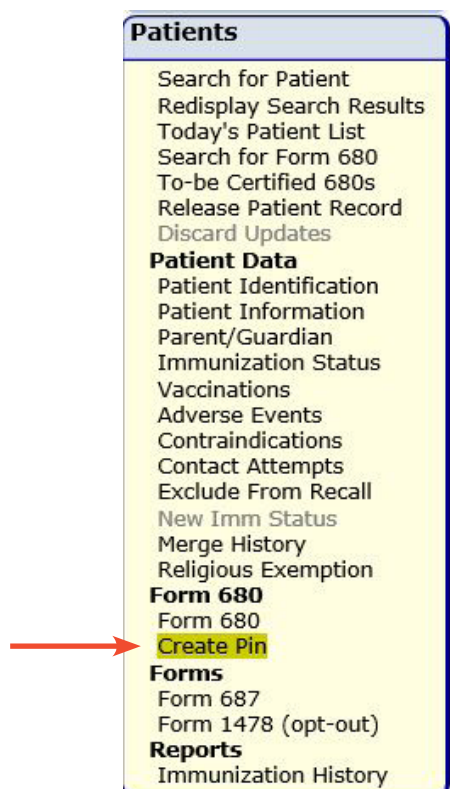 Patients
Search for Patient
Redisplay Search Results
Today's Patient List
Search for Form 680
To-be Certified 680s
Release Patient Record
Discard Updates
Patient Data
Patient Identification
Patient Information
Parent/Guardian
Immunization Status
Vaccinations
Adverse Events
Contraindications
Contact Attempts
Exclude From Recall
New Imm Status
Merge History
Religious Exemption
Form 680
Form 680
Create Pin
Forms
Form 687
Form 1478 (opt-out)
Reports
Immunization History